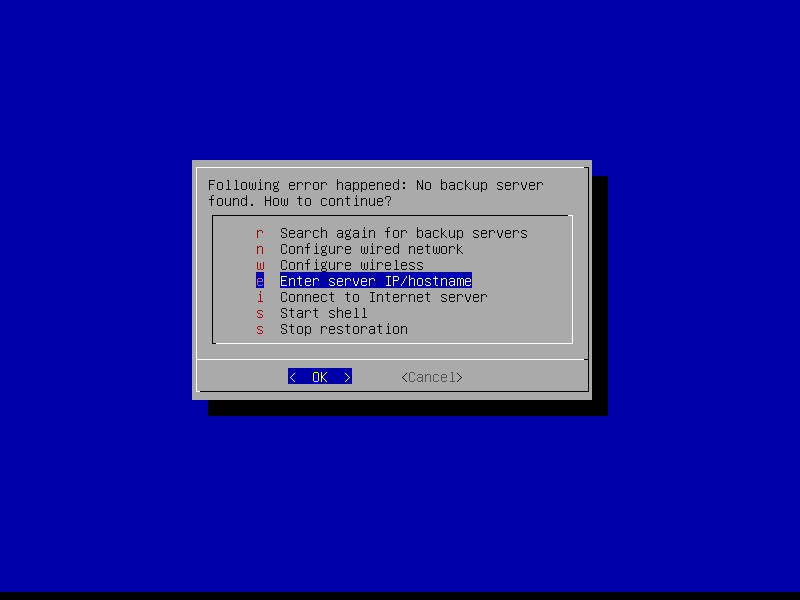 Following error happened: No backup server
found. How to continue?
r Search again for backup servers
n Configure wired network
w Configure wireless
e Enter server IP/hostname
i Connect to Internet server
s Start shell
s Stop restoration
< OK > <Cancel>